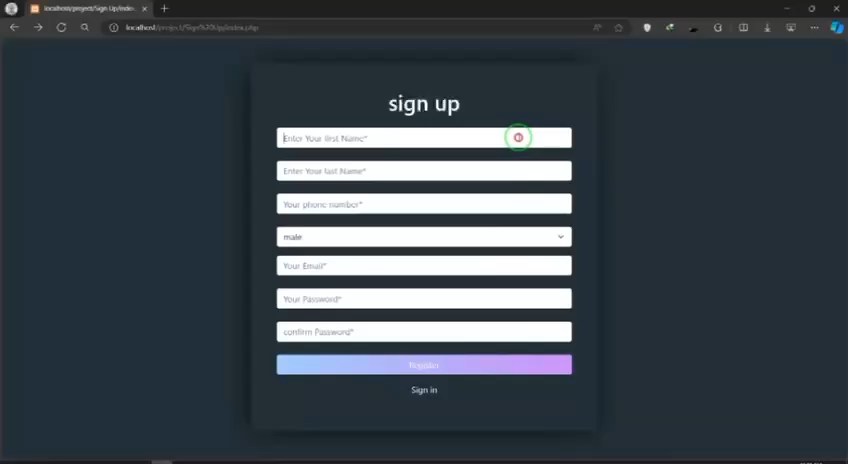 localhost/project/Sign Up/index.
localhost/project/Sign%20Up/index.php
sign up
Enter Your first Name*
Enter Your last Name*
Your phone number*
male
Your Email*
Your Password*
confirm Password*
Register
Sign in